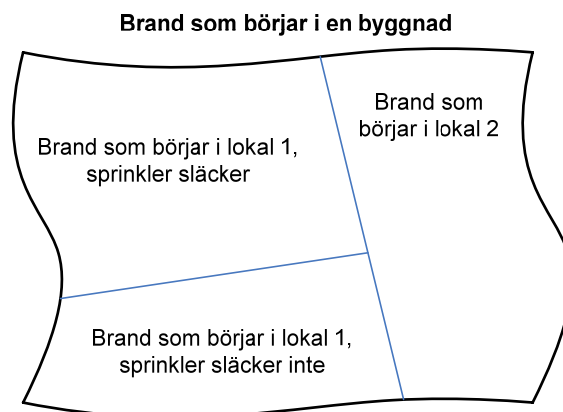 Brand som börjar i en byggnad
Brand som
börjar i lokal 2
Brand som börjar i lokal 1,
sprinkler släcker
Brand som börjar i lokal 1,
sprinkler släcker inte